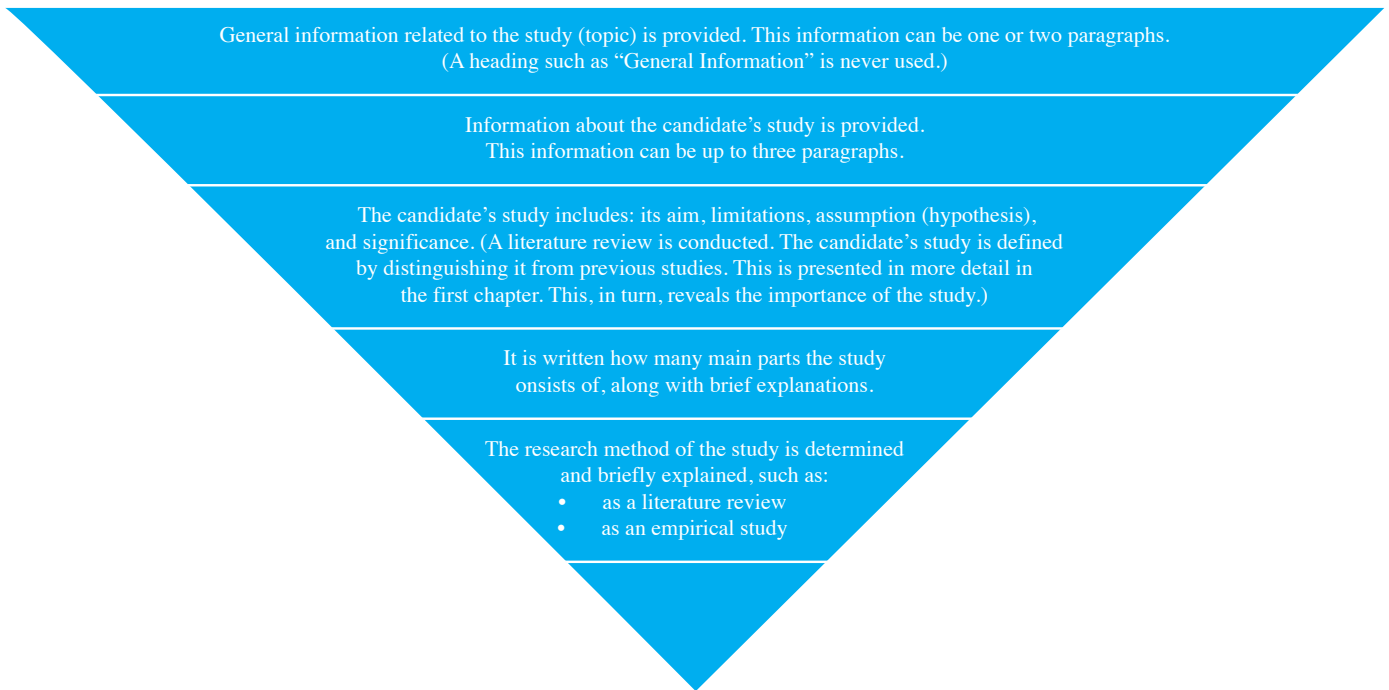 General information related to the study (topic) is provided. This information can be one or two paragraphs.
(A heading such as “General Information” is never used.)
Information about the candidate’s study is provided.
This information can be up to three paragraphs.
The candidate’s study includes: its aim, limitations, assumption (hypothesis),
and significance. (A literature review is conducted. The candidate’s study is defined
by distinguishing it from previous studies. This is presented in more detail in
the first chapter. This, in turn, reveals the importance of the study.)
It is written how many main parts the study
onsists of, along with brief explanations.
The research method of the study is determined
and briefly explained, such as:
• as a literature review
• as an empirical study